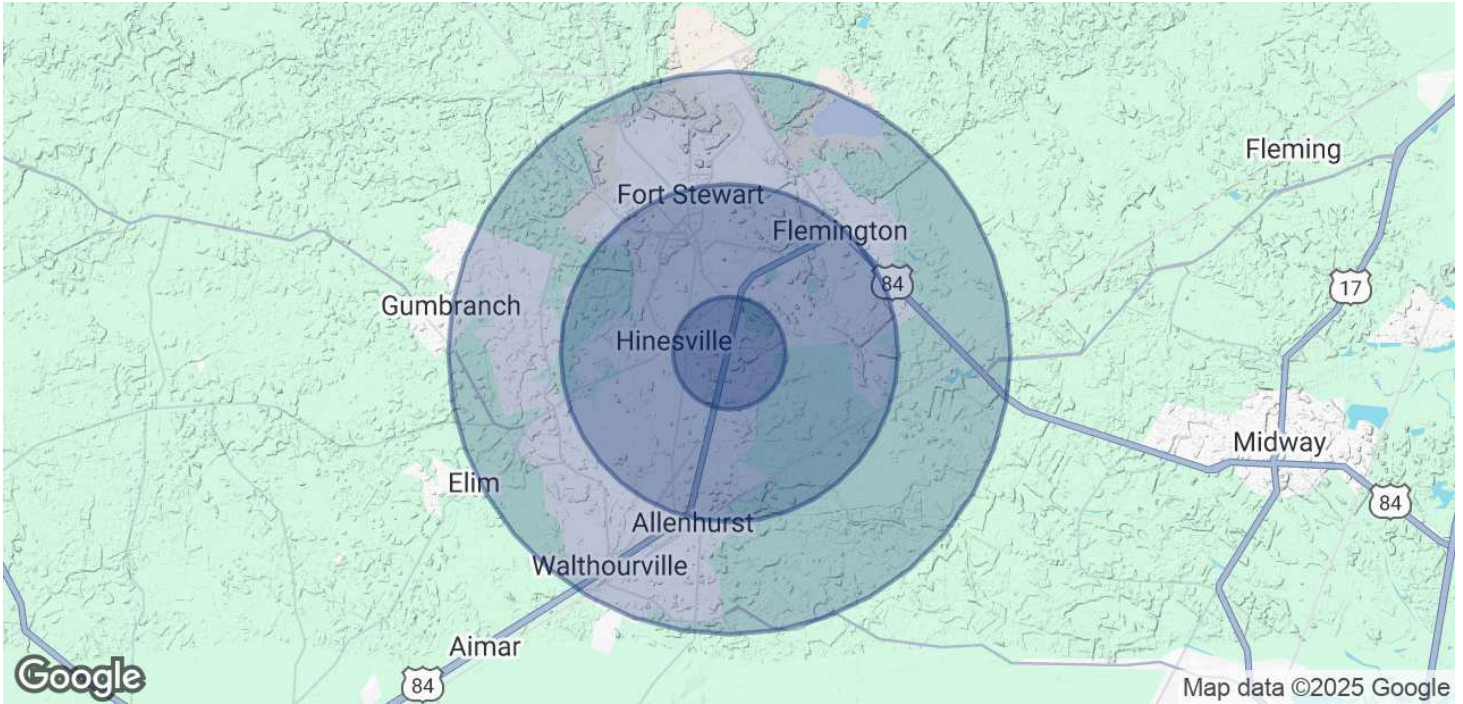 Fleming
Fort Stewart
Flemington
84
17
Gumbranch
Hinesville
Midway
Elim
84
Allenhurst
Walthourville
Aimar
84
Google
Map data ©2025 Google